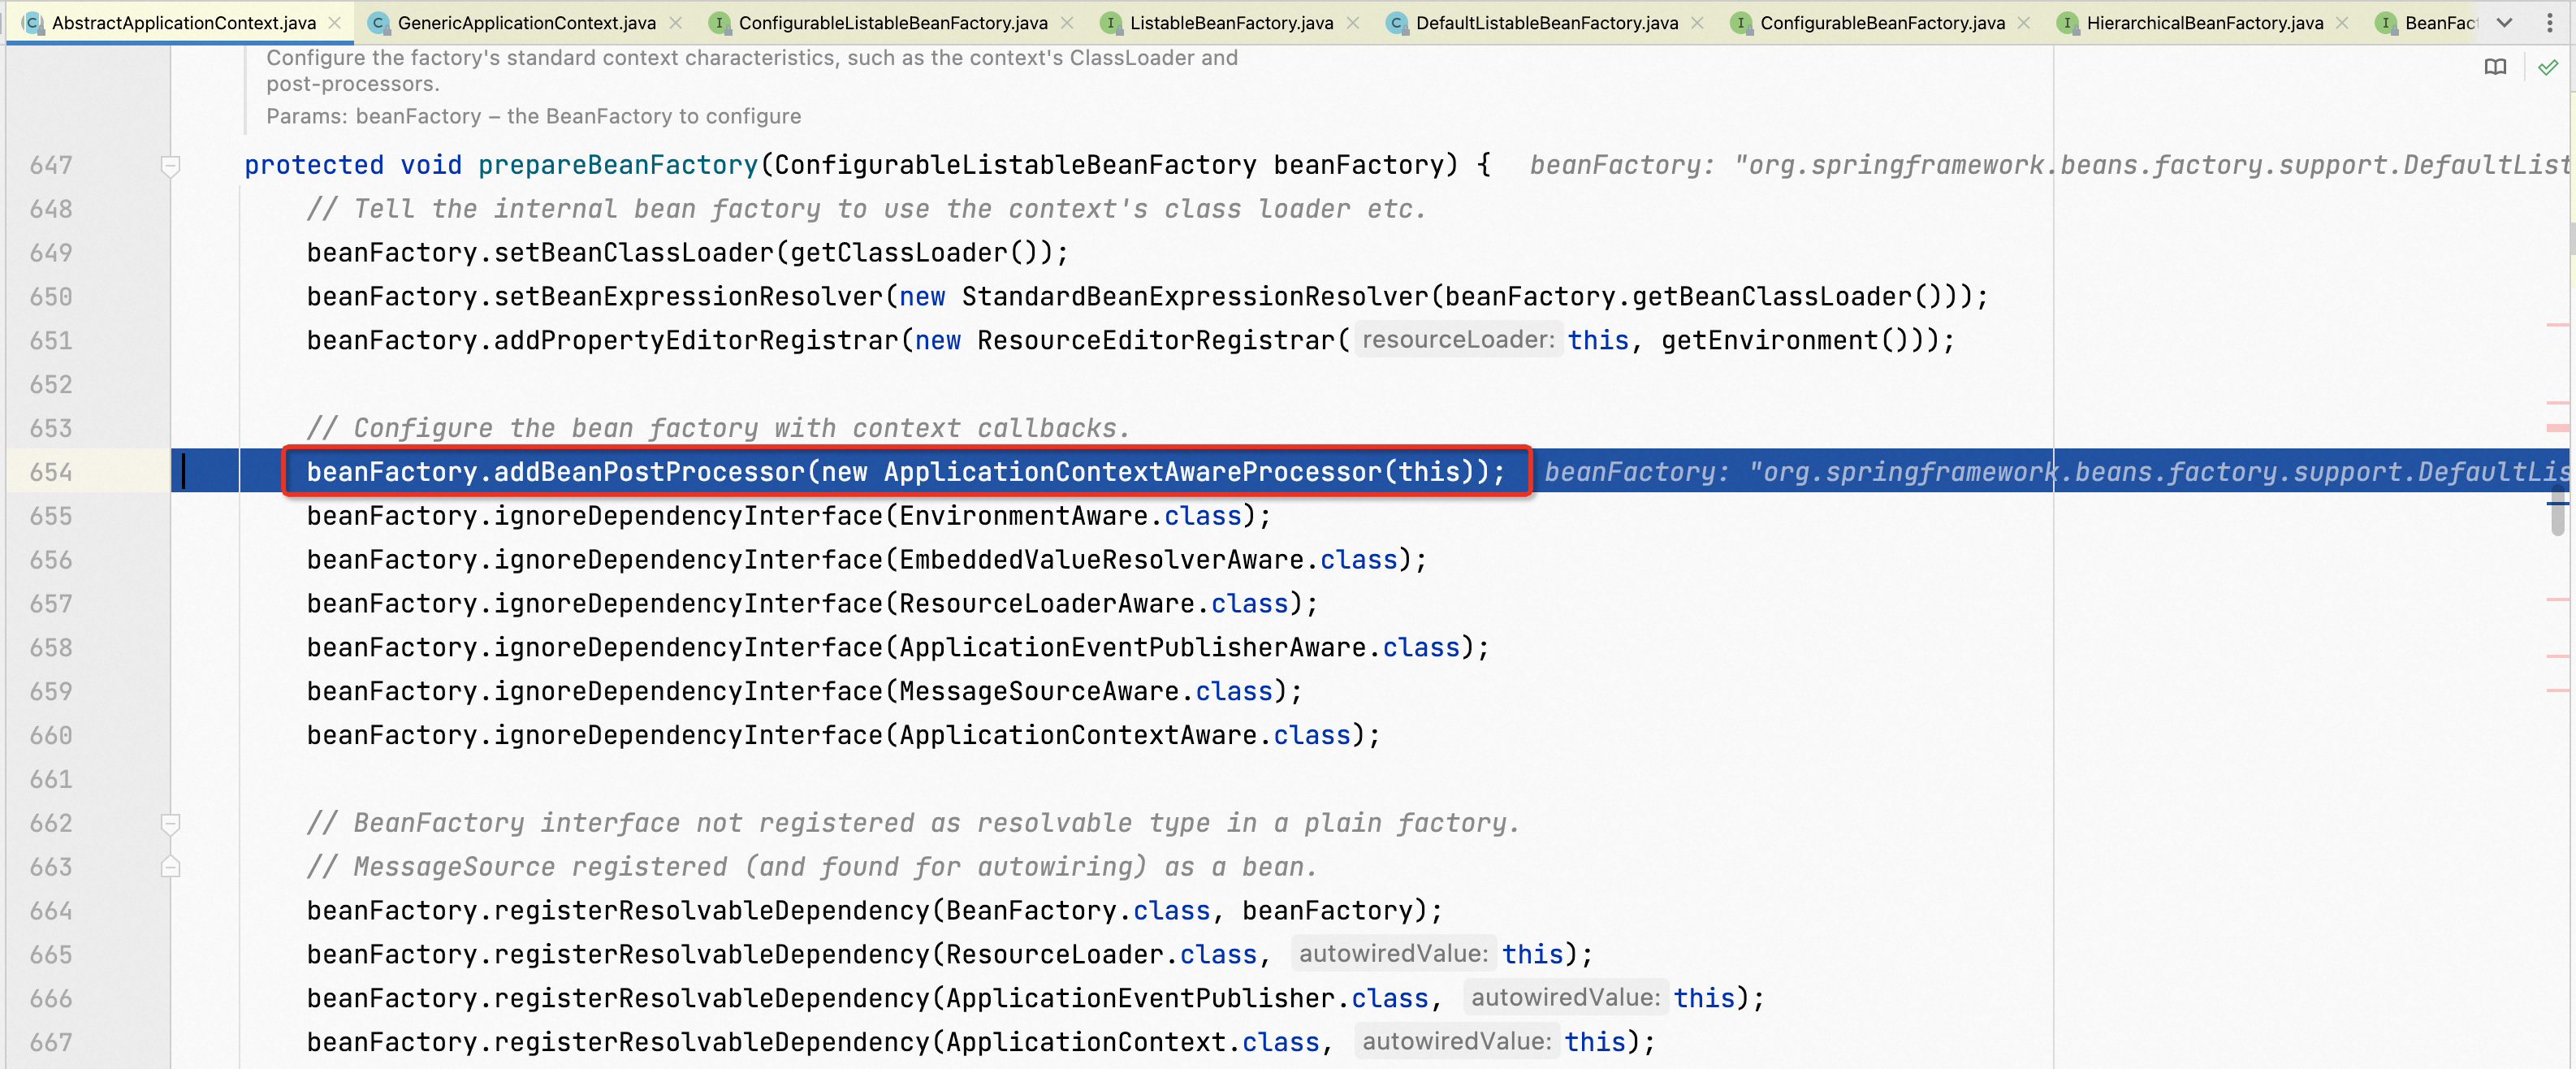 AbstractApplicationContext.java GenericApplicationContext.java ConfigurableListableBeanFactory.java ListableBeanFactory.java DefaultListableBeanFactory.java ConfigurableBeanFactory.java HierarchicalBeanFactory.java BeanFact
Configure the factory's standard context characteristics, such as the context's ClassLoader and
post-processors.
Params: beanFactory – the BeanFactory to configure
647 protected void prepareBeanFactory(ConfigurableListableBeanFactory beanFactory) { beanFactory: "org.springframework.beans.factory.support.DefaultList
648 // Tell the internal bean factory to use the context's class loader etc.
649 beanFactory.setBeanClassLoader(getClassLoader());
650 beanFactory.setBeanExpressionResolver(new StandardBeanExpressionResolver(beanFactory.getBeanClassLoader()));
651 beanFactory.addPropertyEditorRegistrar(new ResourceEditorRegistrar( resourceLoader: this, getEnvironment()));
652
653 // Configure the bean factory with context callbacks.
654 beanFactory.addBeanPostProcessor(new ApplicationContextAwareProcessor(this)); beanFactory: "org.springframework.beans.factory.support.DefaultLis
655 beanFactory.ignoreDependencyInterface(EnvironmentAware.class);
656 beanFactory.ignoreDependencyInterface(EmbeddedValueResolverAware.class);
657 beanFactory.ignoreDependencyInterface(ResourceLoaderAware.class);
658 beanFactory.ignoreDependencyInterface(ApplicationEventPublisherAware.class);
659 beanFactory.ignoreDependencyInterface(MessageSourceAware.class);
660 beanFactory.ignoreDependencyInterface(ApplicationContextAware.class);
661
662 // BeanFactory interface not registered as resolvable type in a plain factory.
663 // MessageSource registered (and found for autowiring) as a bean.
664 beanFactory.registerResolvableDependency(BeanFactory.class, beanFactory);
665 beanFactory.registerResolvableDependency(ResourceLoader.class, autowiredValue: this);
666 beanFactory.registerResolvableDependency(ApplicationEventPublisher.class, autowiredValue: this);
667 beanFactory.registerResolvableDependency(ApplicationContext.class, autowiredValue: this);